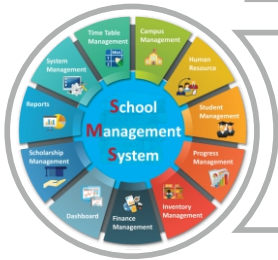 Time Table
Management
Campus
Management
Human
Resource
Student
Management
Progress
Management
Inventory
Management
Finance
Management
Dashboard
Scholarship
Management
Reports
System
Management
School
Management
System